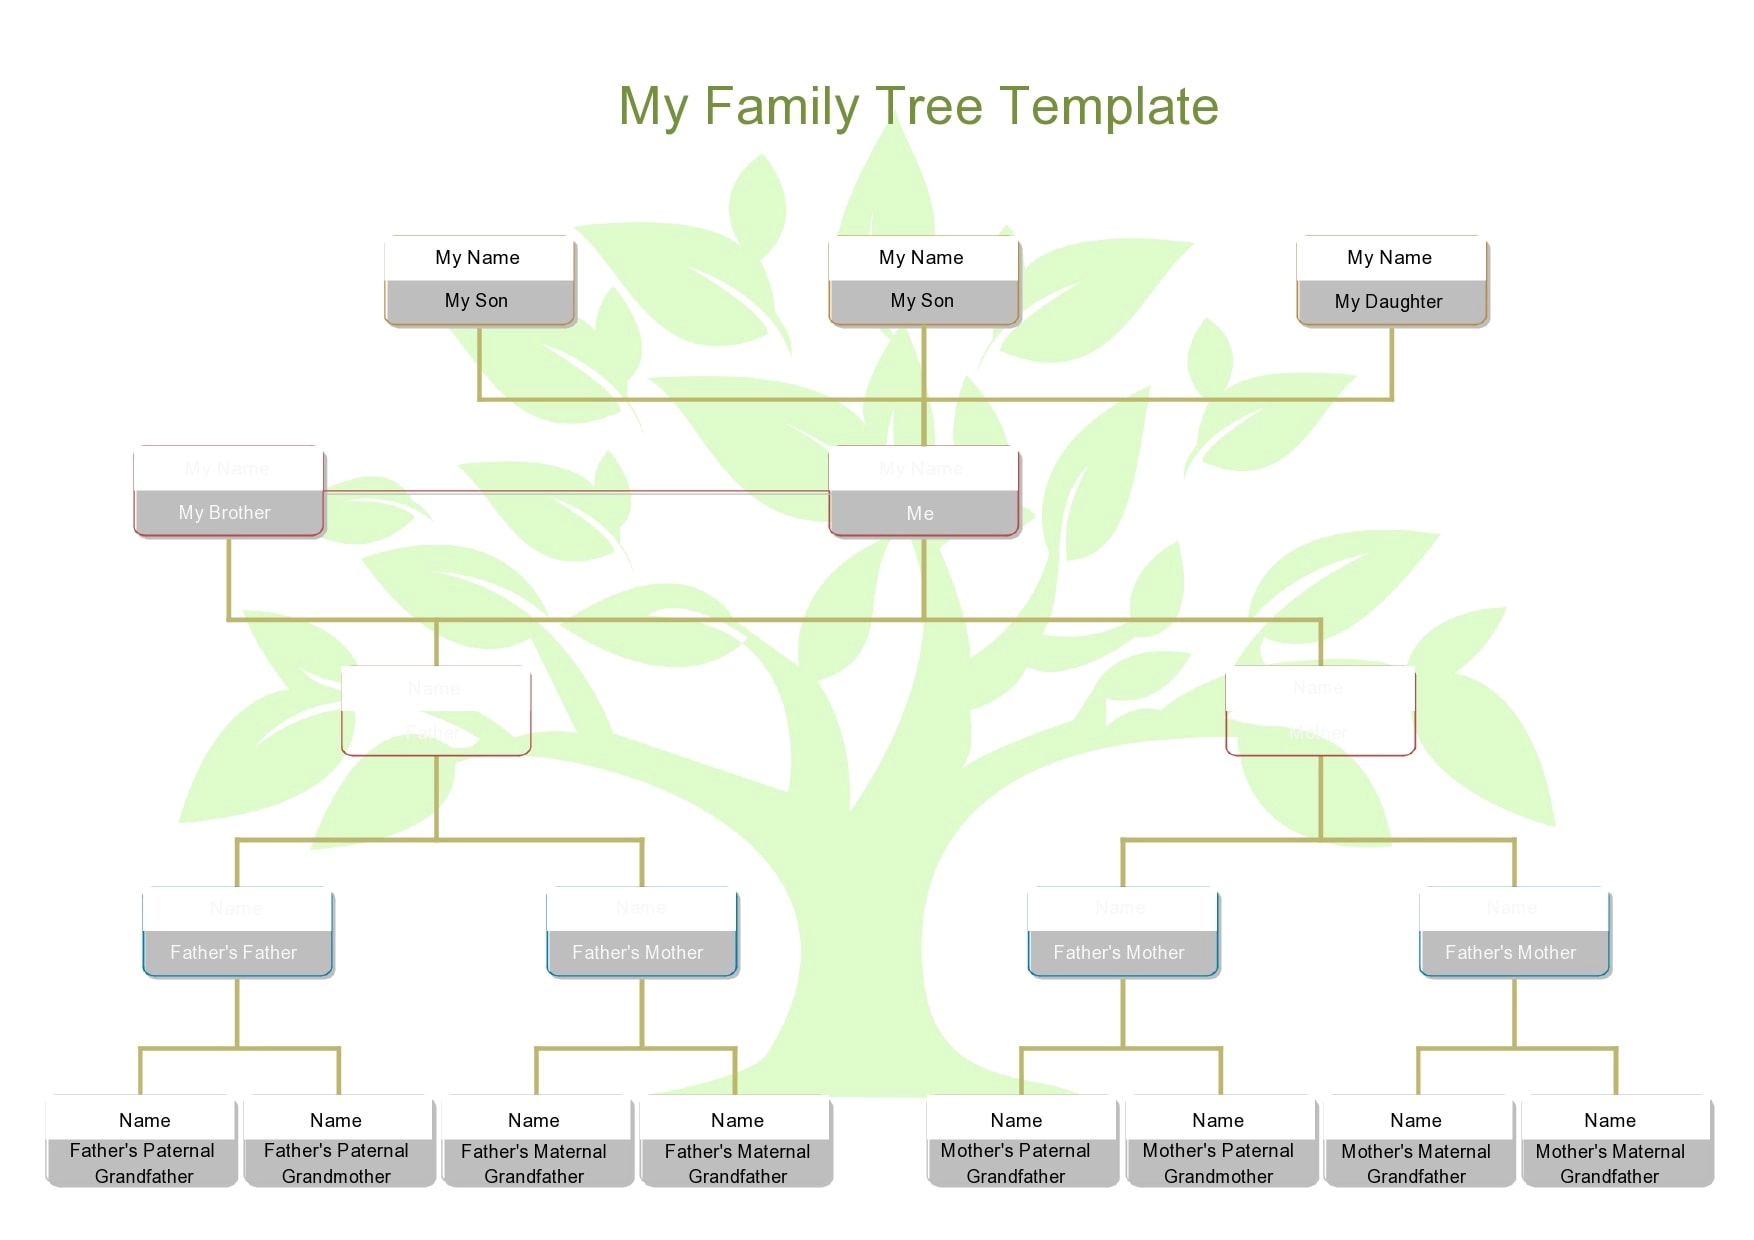 My Family Tree Template
My Name
My Son
My Name
My Son
My Name
My Daughter
My Name
My Brother
My Name
Me
Name
Father
Name
Mother
Name
Father's Father
Name
Father's Mother
Name
Father's Mother
Name
Father's Mother
Name
Father's Paternal
Grandfather
Name
Father's Paternal
Grandmother
Name
Father's Maternal
Grandfather
Name
Father's Maternal
Grandfather
Name
Mother's Paternal
Grandfather
Name
Mother's Paternal
Grandmother
Name
Mother's Maternal
Grandfather
Name
Mother's Maternal
Grandfather